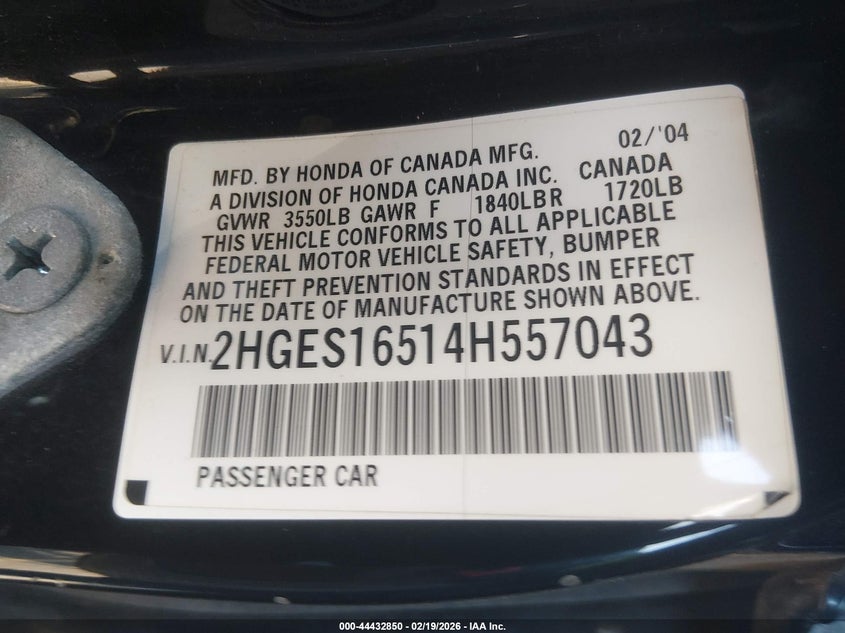 02/'04
MFD. BY HONDA OF CANADA MFG.
A DIVISION OF HONDA CANADA INC. CANADA
GVWR 3550LB GAWR F 1840LBR 1720LB
THIS VEHICLE CONFORMS TO ALL APPLICABLE
FEDERAL MOTOR VEHICLE SAFETY, BUMPER
AND THEFT PREVENTION STANDARDS IN EFFECT
ON THE DATE OF MANUFACTURE SHOWN ABOVE.
V.I.N.2HGES16514H557043
PASSENGER CAR
000-44432850 | 02/19/2026 - IAA Inc.